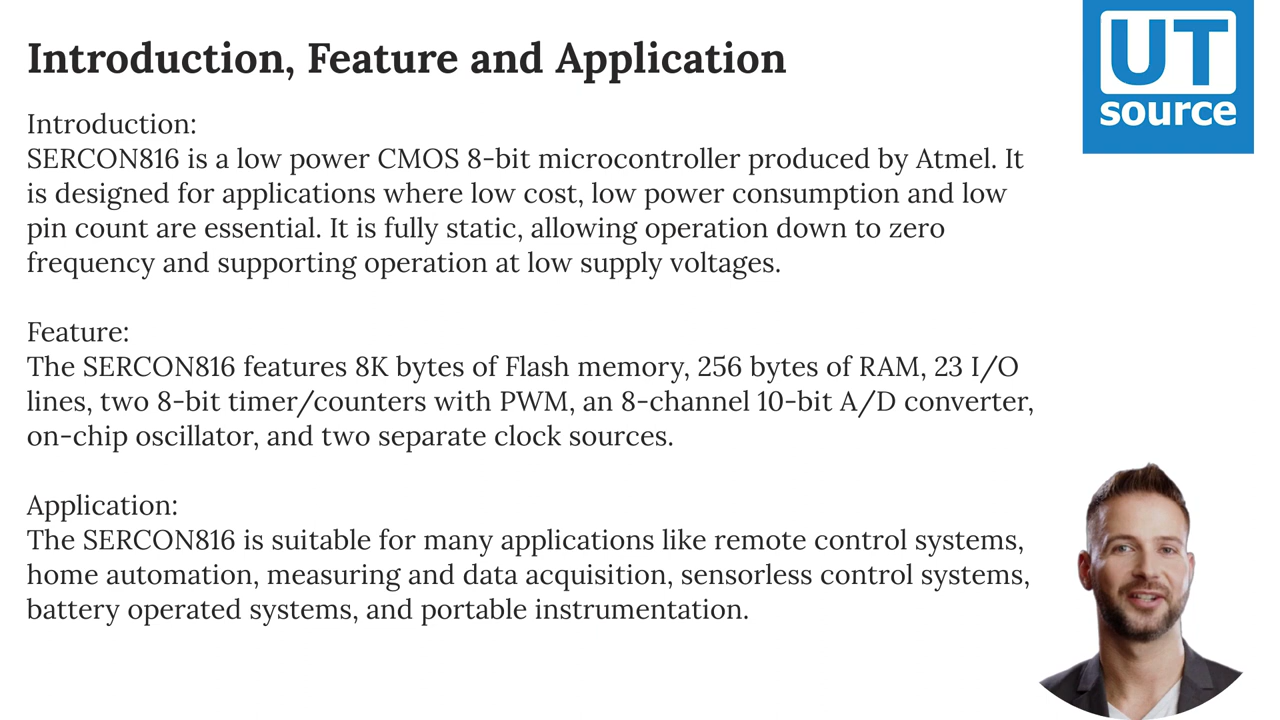 Introduction, Feature and Application
UT
source
Introduction:
SERCON816 is a low power CMOS 8-bit microcontroller produced by Atmel. It
is designed for applications where low cost, low power consumption and low
pin count are essential. It is fully static, allowing operation down to zero
frequency and supporting operation at low supply voltages.
Feature:
The SERCON816 features 8K bytes of Flash memory, 256 bytes of RAM, 23 I/O
lines, two 8-bit timer/counters with PWM, an 8-channel 10-bit A/D converter,
on-chip oscillator, and two separate clock sources.
Application:
The SERCON816 is suitable for many applications like remote control systems,
home automation, measuring and data acquisition, sensorless control systems,
battery operated systems, and portable instrumentation.